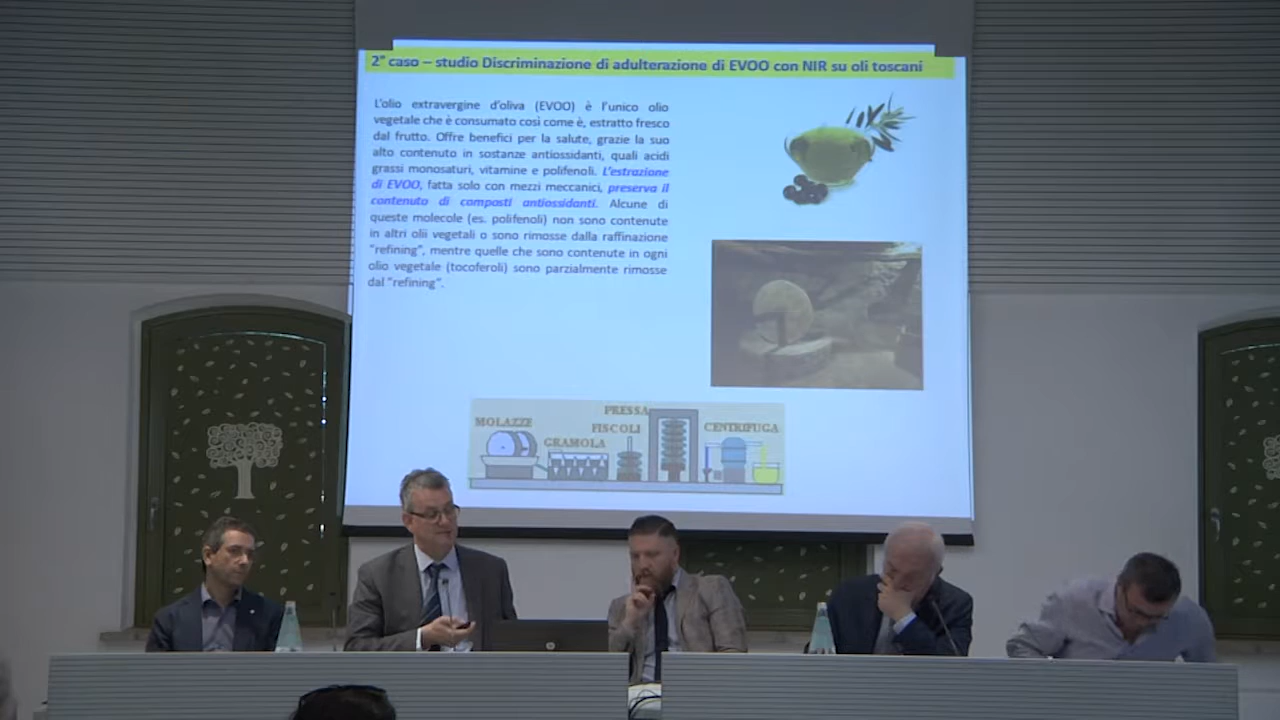 2° caso – studio Discriminazione di adulterazione di EVOO con NIR su oli toscani
L'olio extravergine d'oliva (EVOO) è l'unico olio
vegetale che è consumato così come è, estratto fresco
dal frutto. Offre benefici per la salute, grazie la suo
alto contenuto in sostanze antiossidanti, quali acidi
grassi monosaturi, vitamine e polifenoli. L'estrazione
di EVOO, fatta solo con mezzi meccanici, preserva il
contenuto di composti antiossidanti. Alcune di
queste molecole (es. polifenoli) non sono contenute
in altri olii vegetali o sono rimosse dalla raffinazione
"refining", mentre quelle che sono contenute in ogni
olio vegetale (tocoferoli) sono parzialmente rimosse
dal "refining".
MOLAZZE
GRAMOLA
FISCOLI
PRESSA
CENTRIFUGA